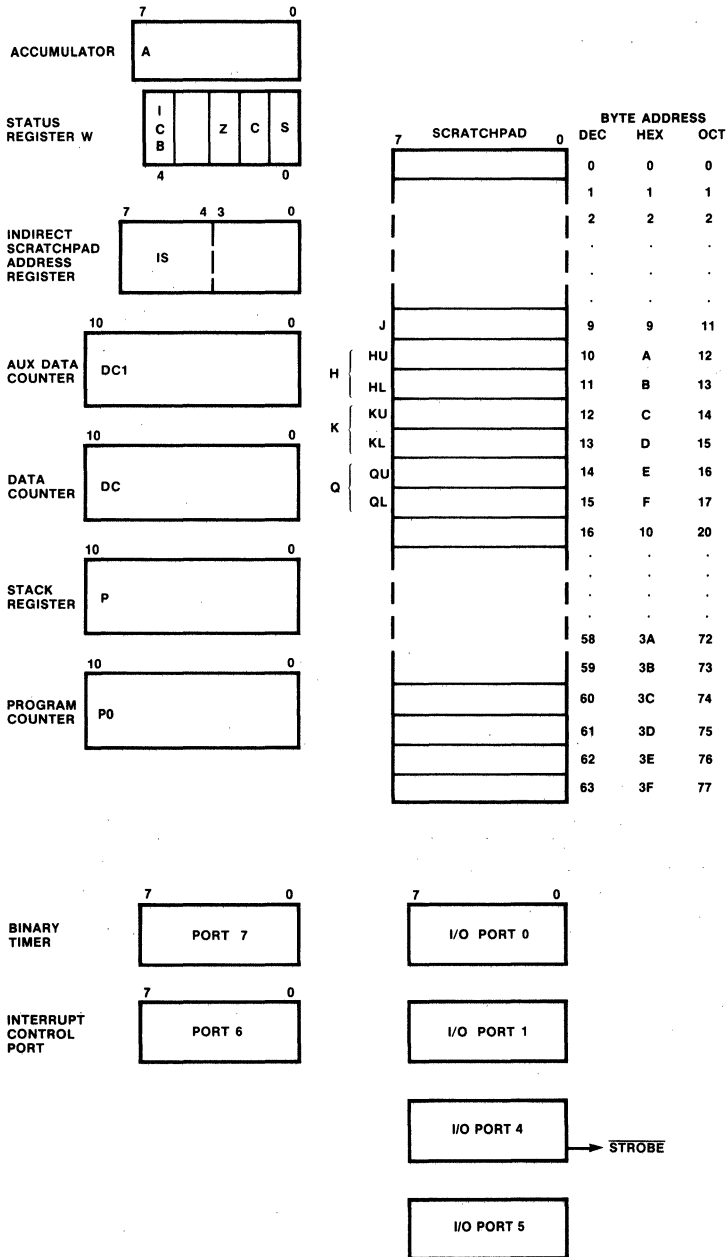 7 0
ACCUMULATOR
A
STATUS
REGISTER W
I
C
B
Z C S
4 0
INDIRECT
SCRATCHPAD
ADDRESS
REGISTER
7 4 3 0
IS
10 0
AUX DATA
COUNTER
DC1
10 0
DATA
COUNTER
DC
10 0
STACK
REGISTER
P
10 0
PROGRAM
COUNTER
P0
BYTE ADDRESS
7 SCRATCHPAD 0 DEC HEX OCT
0 0 0
1 1 1
2 2 2
. . .
. . .
. . .
J 9 9 11
H
HU 10 A 12
HL 11 B 13
K
KU 12 C 14
KL 13 D 15
Q
QU 14 E 16
QL 15 F 17
16 10 20
. . .
. . .
. . .
58 3A 72
59 3B 73
60 3C 74
61 3D 75
62 3E 76
63 3F 77
7 0
BINARY
TIMER
PORT 7
7 0
INTERRUPT
CONTROL
PORT
PORT 6
7 0
I/O PORT 0
I/O PORT 1
I/O PORT 4
STROBE
I/O PORT 5